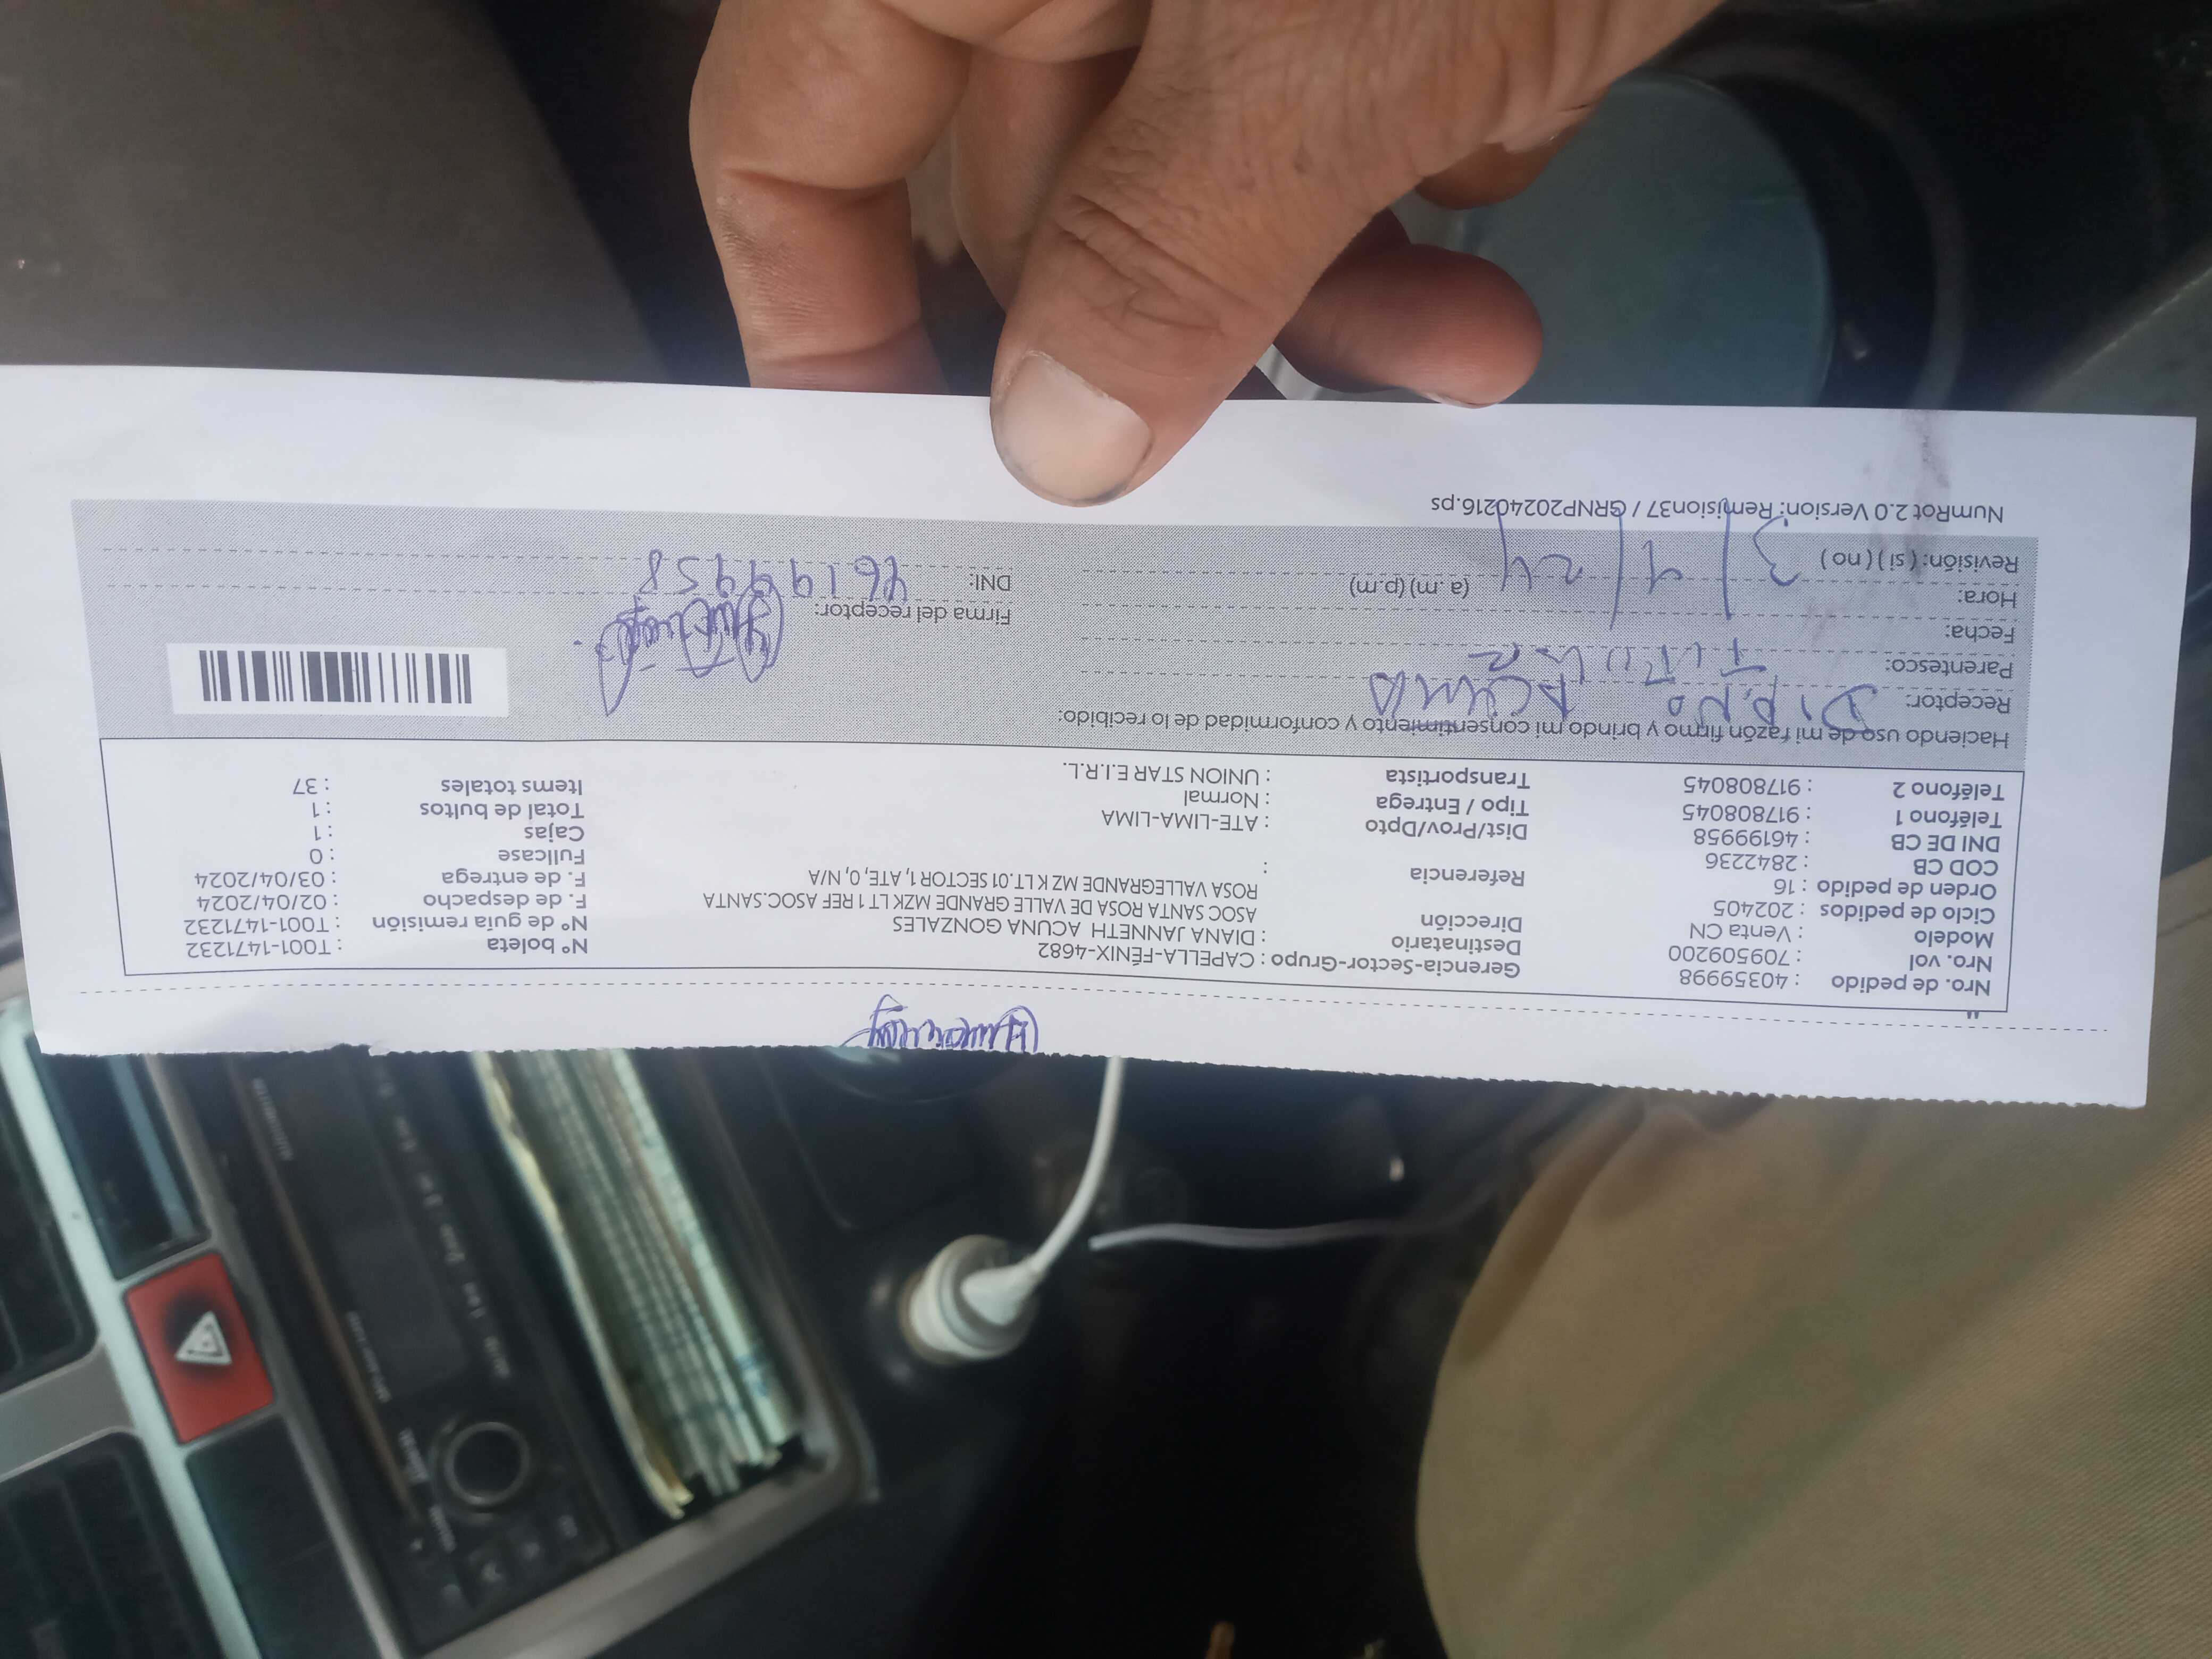 Nro. de pedido : 40359998 Gerencia-Sector-Grupo : CAPELLA-FÉNIX-4682 Nº boleta : T001-1471232
Nro. vol : 709509200 Destinatario : DIANA JANNETH ACUNA GONZALES Nº de guía remisión : T001-1471232
Modelo : Venta CN Dirección ASOC SANTA ROSA DE VALLE GRANDE MZK LT 1 REF ASOC.SANTA F. de despacho : 02/04/2024
Ciclo de pedidos : 202405 ROSA VALLEGRANDE MZ K LT.01 SECTOR 1, ATE, 0, N/A F. de entrega : 03/04/2024
Orden de pedido : 16 Referencia : Fullcase : 0
COD CB : 2842236 Dist/Prov/Dpto : ATE-LIMA-LIMA Cajas : 1
DNI DE CB : 46199958 Tipo / Entrega : Normal Total de bultos : 1
Teléfono 1 : 917808045 Transportista : UNION STAR E.I.R.L. Items totales : 37
Teléfono 2 : 917808045
Haciendo uso de mi razón firmo y brindo mi consentimiento y conformidad de lo recibido:
Receptor: Acuña
Parentesco: Titular
Fecha: 3/4/24 Firma del receptor:
Hora: (a.m) (p.m) DNI: 46199958
Revisión: ( si ) ( no )
NumRot 2.0 Version: Remision37 / GRNP20240216.ps